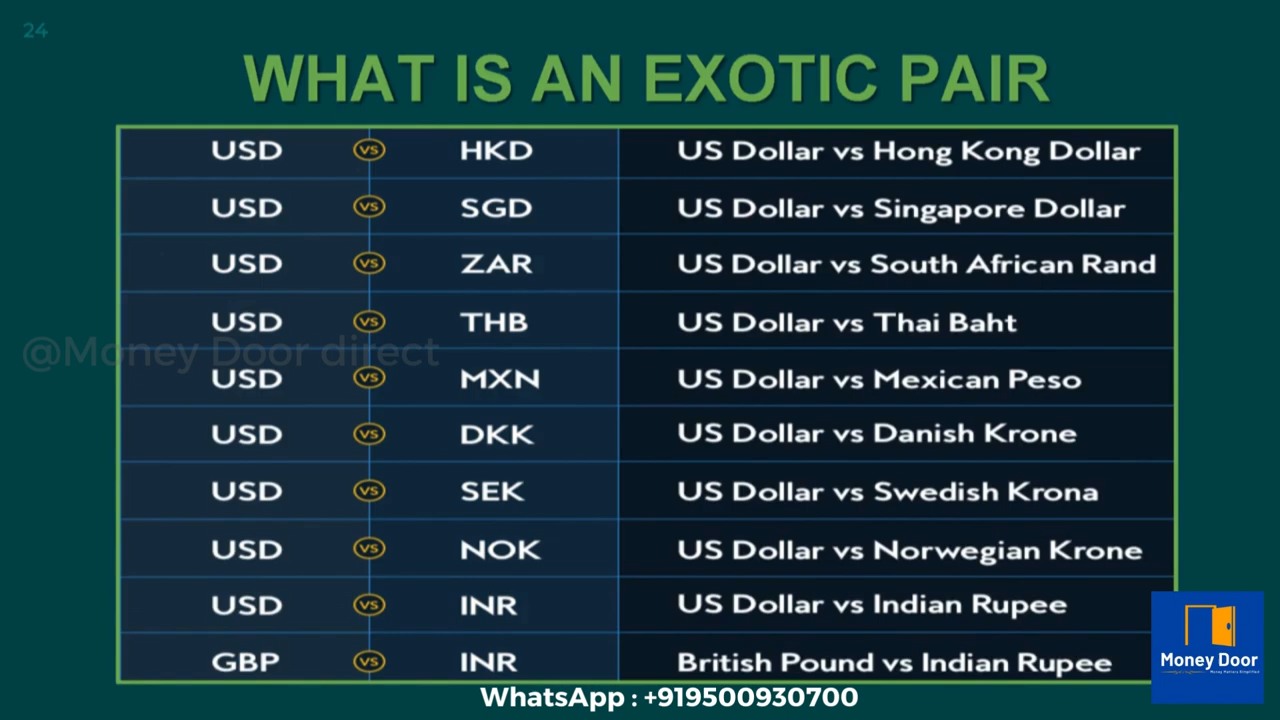 24
WHAT IS AN EXOTIC PAIR
USD VS HKD US Dollar vs Hong Kong Dollar
USD VS SGD US Dollar vs Singapore Dollar
USD VS ZAR US Dollar vs South African Rand
USD VS THB US Dollar vs Thai Baht
@Money Door direct
USD VS MXN US Dollar vs Mexican Peso
USD VS DKK US Dollar vs Danish Krone
USD VS SEK US Dollar vs Swedish Krona
USD VS NOK US Dollar vs Norwegian Krone
USD VS INR US Dollar vs Indian Rupee
GBP VS INR British Pound vs Indian Rupee
Money Door
Money Matters Simplified
WhatsApp : +919500930700